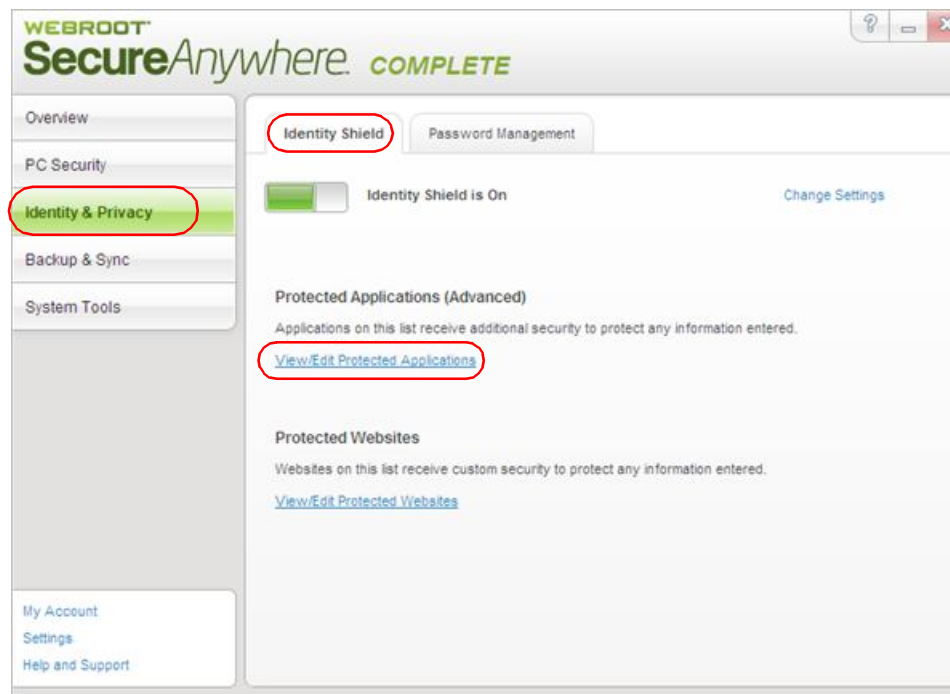 WEBROOT
SecureAnywhere. COMPLETE
?
Overview
PC Security
Identity & Privacy
Backup & Sync
System Tools
Identity Shield
Password Management
Identity Shield is On
Change Settings
Protected Applications (Advanced)
Applications on this list receive additional security to protect any information entered.
View/Edit Protected Applications
Protected Websites
Websites on this list receive custom security to protect any information entered.
View/Edit Protected Websites
My Account
Settings
Help and Support